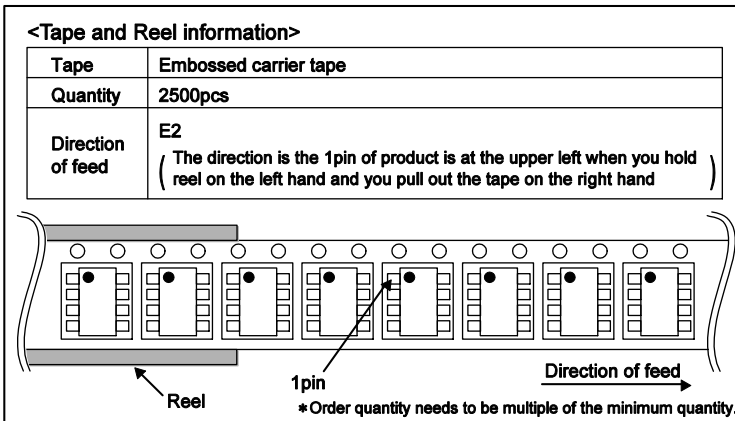 <Tape and Reel information>
Tape Embossed carrier tape
Quantity 2500pcs
Direction of feed E2
( The direction is the 1pin of product is at the upper left when you hold
reel on the left hand and you pull out the tape on the right hand )
Reel
1pin
Direction of feed
*Order quantity needs to be multiple of the minimum quantity.